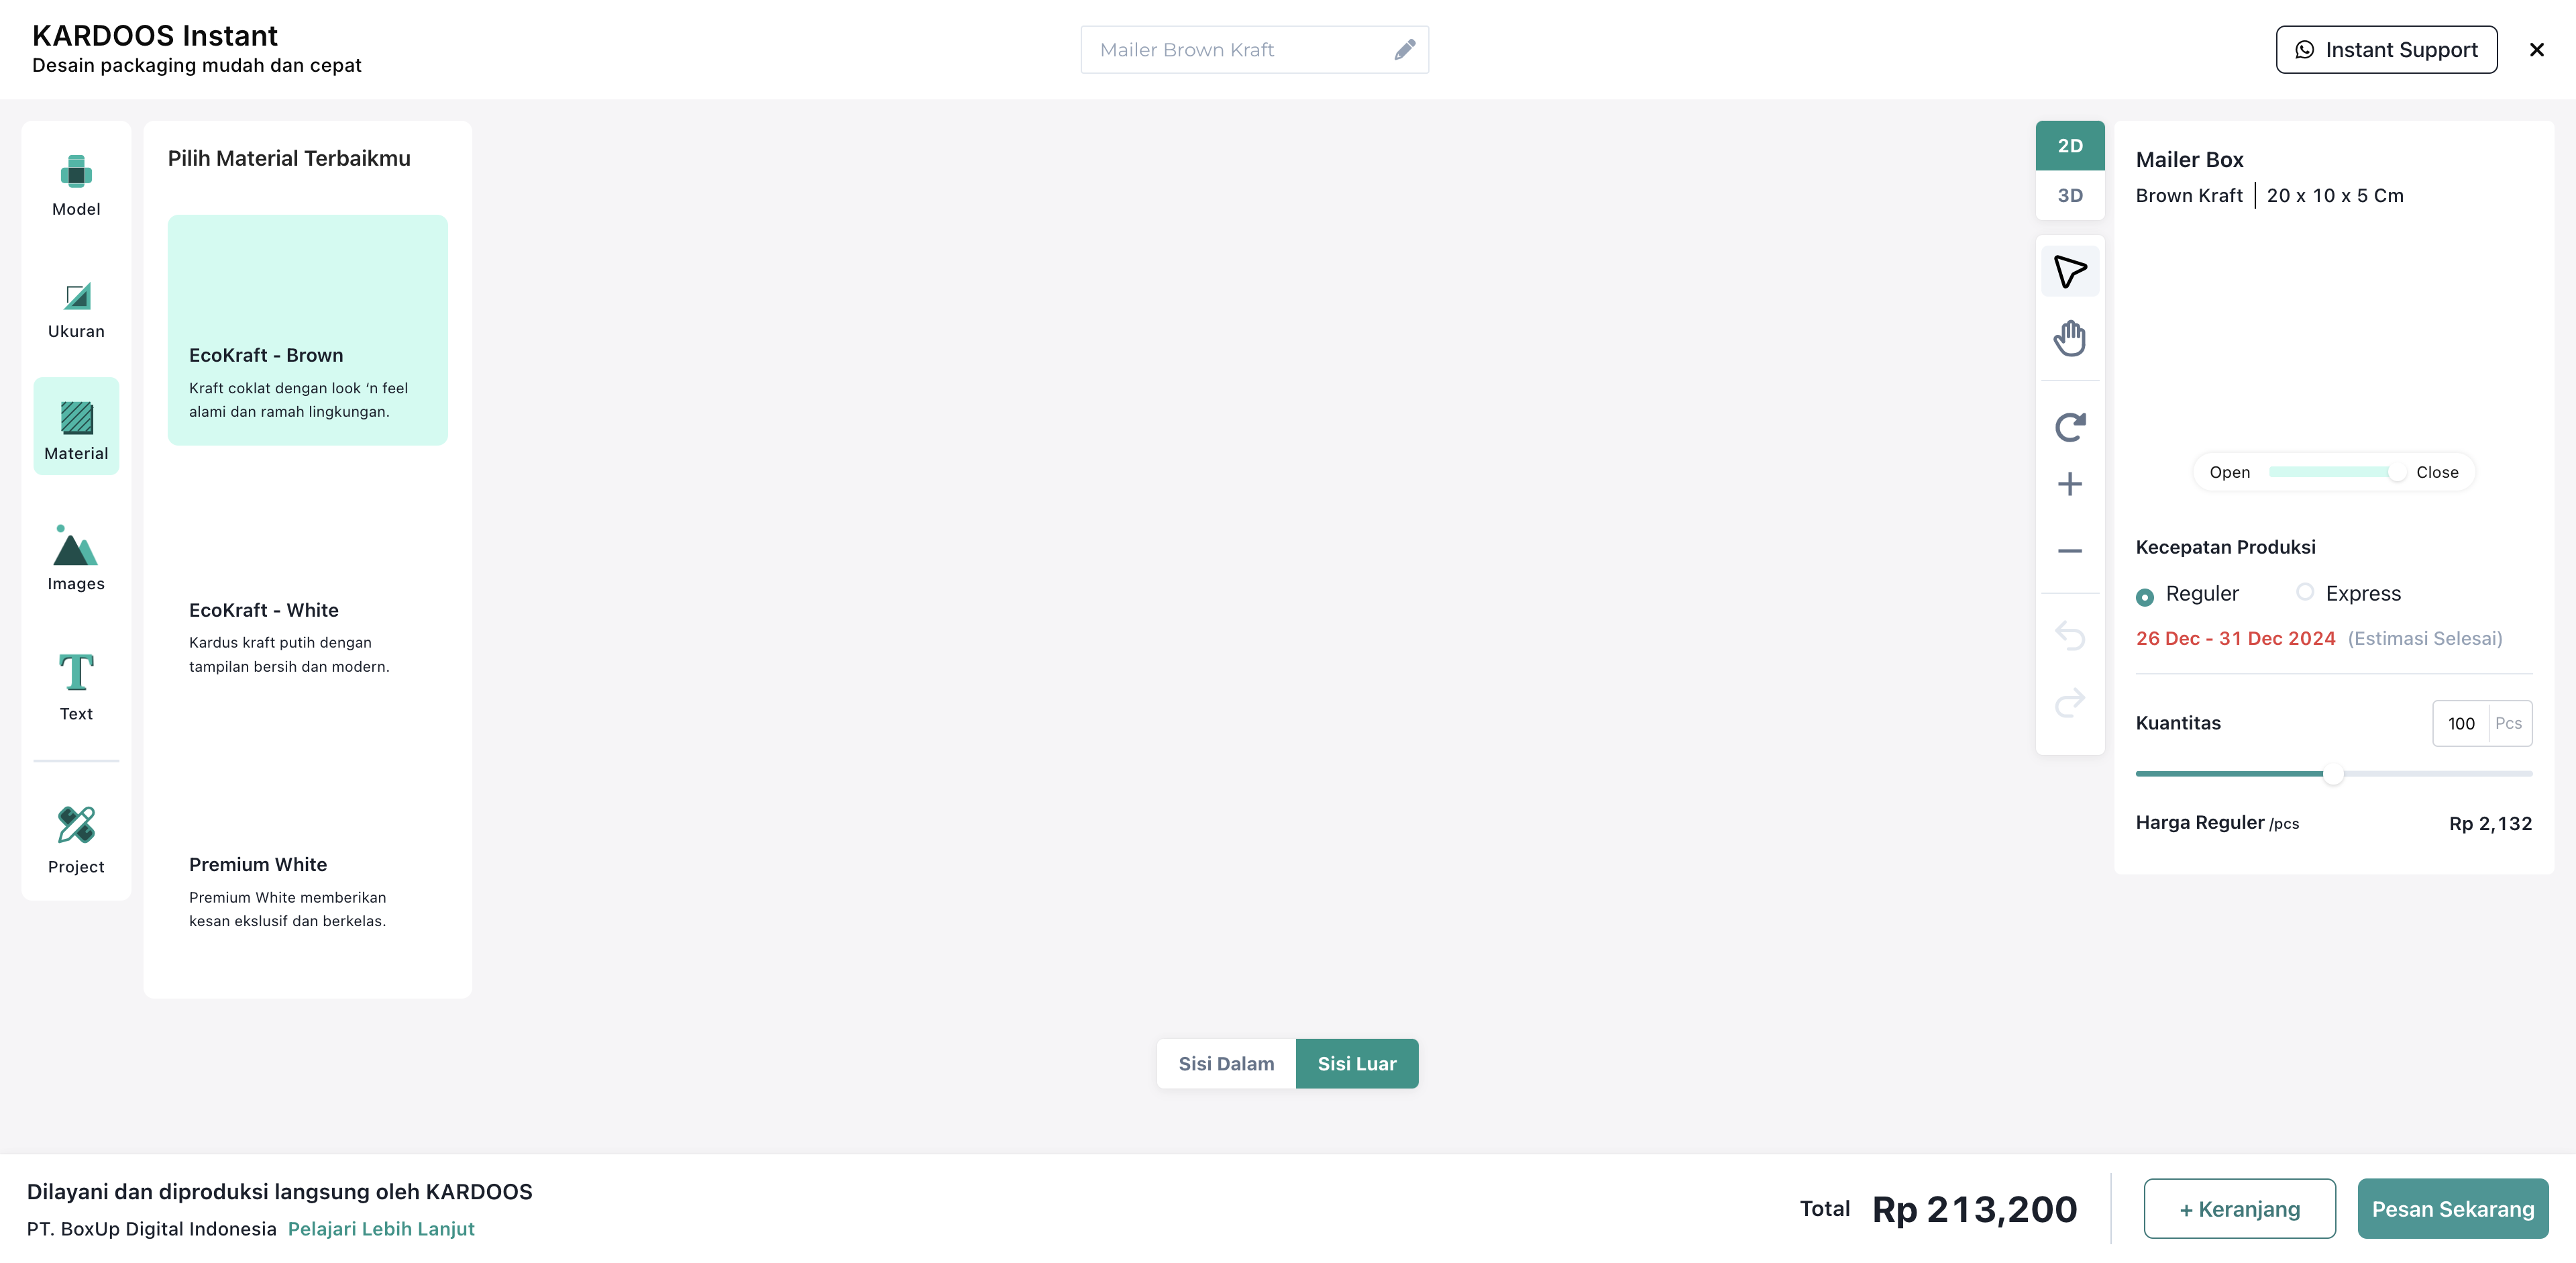 KARDOOS Instant
Desain packaging mudah dan cepat
Mailer Brown Kraft
Instant Support
Model
Ukuran
Material
Images
Text
Project
Pilih Material Terbaikmu
EcoKraft - Brown
Kraft coklat dengan look ‘n feel
alami dan ramah lingkungan.
EcoKraft - White
Kardus kraft putih dengan
tampilan bersih dan modern.
Premium White
Premium White memberikan
kesan ekslusif dan berkelas.
Sisi Dalam
Sisi Luar
2D
3D
Mailer Box
Brown Kraft | 20 x 10 x 5 Cm
Open
Close
Kecepatan Produksi
Reguler
Express
26 Dec - 31 Dec 2024 (Estimasi Selesai)
Kuantitas
100 Pcs
Harga Reguler /pcs
Rp 2,132
Dilayani dan diproduksi langsung oleh KARDOOS
PT. BoxUp Digital Indonesia Pelajari Lebih Lanjut
Total Rp 213,200
+ Keranjang
Pesan Sekarang